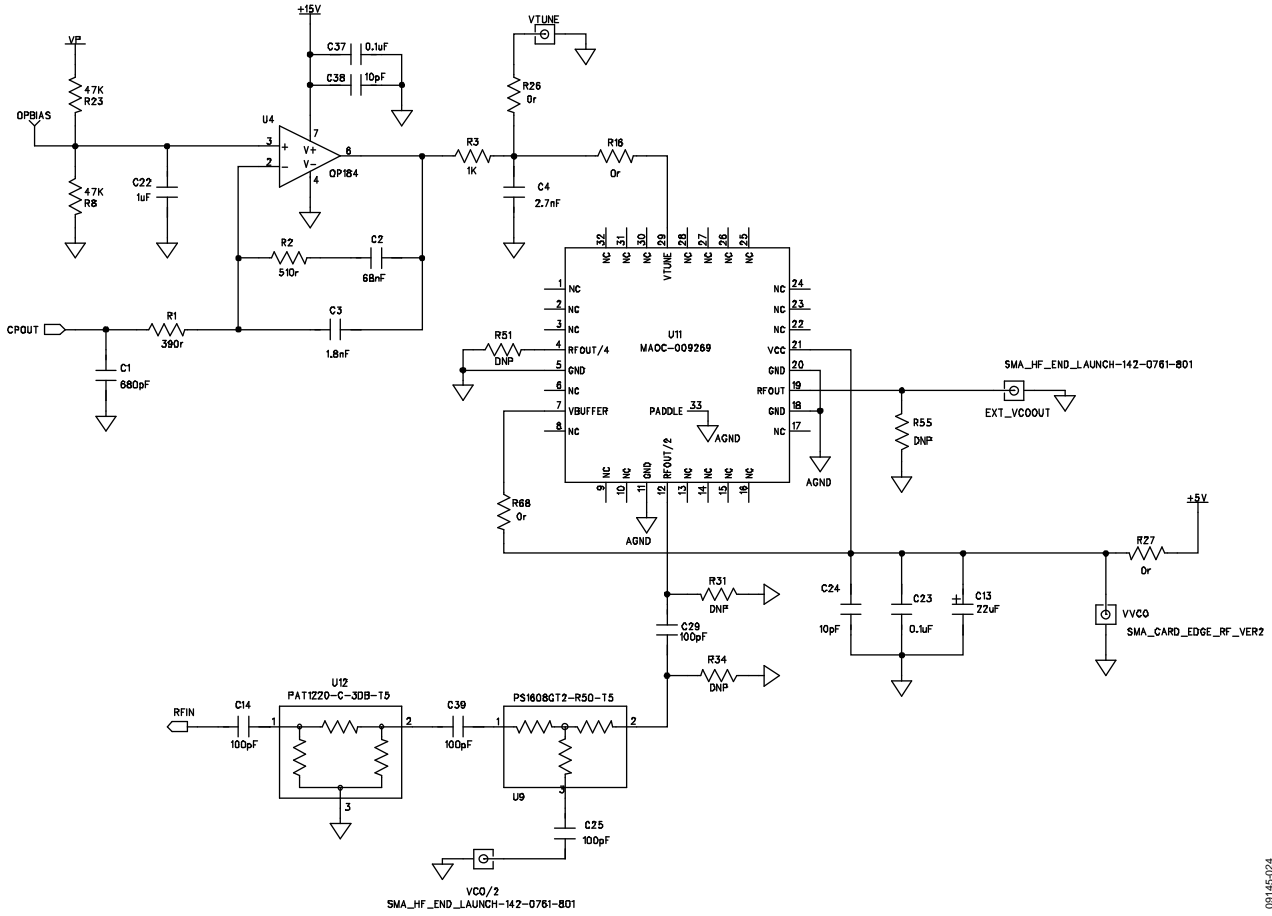 +15V
VTUNE
VP
C37
0.1uF
C38
10pF
R26
0r
47K
R23
OPBIAS
U4
7
3
+
V+
6
2
-
V-
OP184
4
R3
1K
R16
0r
47K
R8
C22
1uF
C4
2.7nF
R2
510r
C2
68nF
CPOUT
R1
390r
C3
1.8nF
C1
680pF
32
31
30
29
28
27
26
25
NC
NC
NC
VTUNE
NC
NC
NC
NC
1
NC
2
NC
3
NC
4
RFOUT/4
5
GND
6
NC
7
VBUFFER
8
NC
NC
24
NC
23
NC
22
VCC
21
GND
20
RFOUT
19
GND
18
NC
17
U11
MAOC-009269
PADDLE
33
AGND
NC
NC
GND
RFOUT/2
NC
NC
NC
NC
9
10
11
12
13
14
15
16
R51
DNP
SMA_HF_END_LAUNCH-142-0761-801
EXT_VCOOUT
R55
DNP
AGND
AGND
R68
0r
+5V
R27
0r
R31
DNP
C24
10pF
C23
0.1uF
+
C13
22uF
VVCO
SMA_CARD_EDGE_RF_VER2
C29
100pF
R34
DNP
U12
PAT1220-C-3DB-T5
PS1608GT2-R50-T5
RFIN
C14
100pF
1
2
3
C39
100pF
1
2
3
U9
C25
100pF
VCO/2
SMA_HF_END_LAUNCH-142-0761-801
09145-024